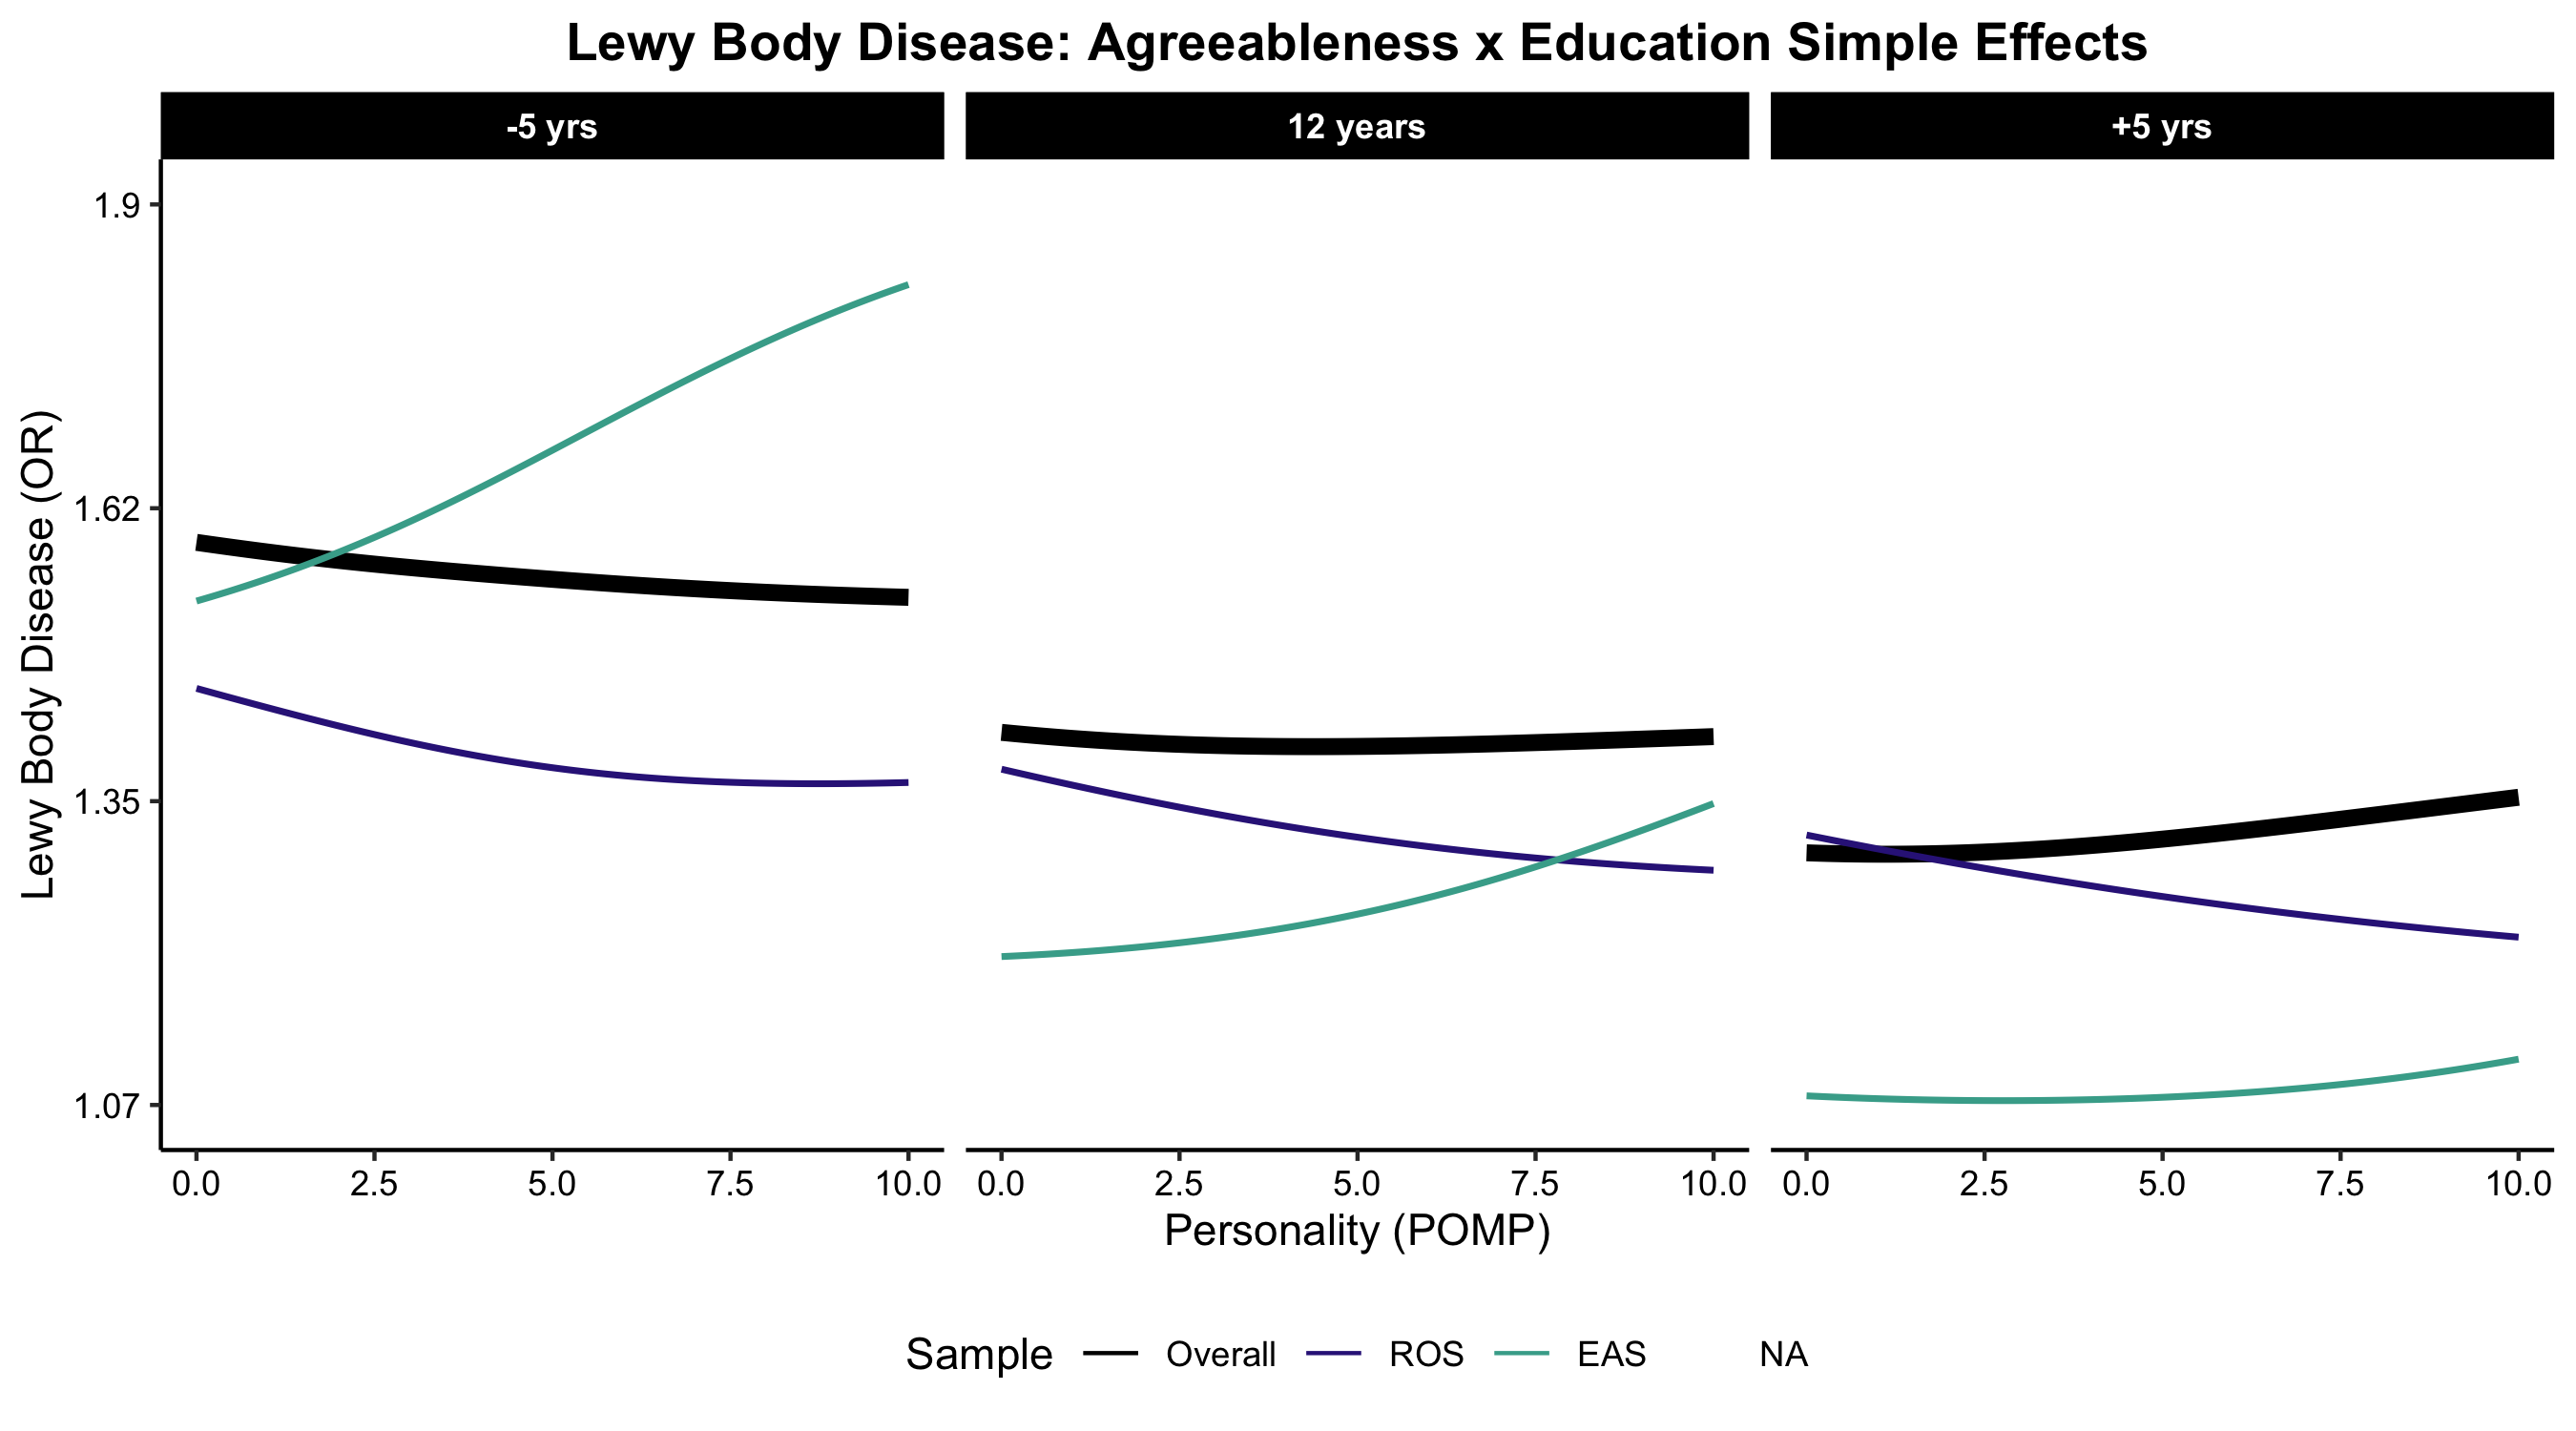 Lewy Body Disease: Agreeableness x Education Simple Effects
-5 yrs
12 years
+5 yrs
Lewy Body Disease (OR)
1.9
1.62
1.35
1.07
0.0 2.5 5.0 7.5 10.0
0.0 2.5 5.0 7.5 10.0
0.0 2.5 5.0 7.5 10.0
Personality (POMP)
Sample Overall ROS EAS NA